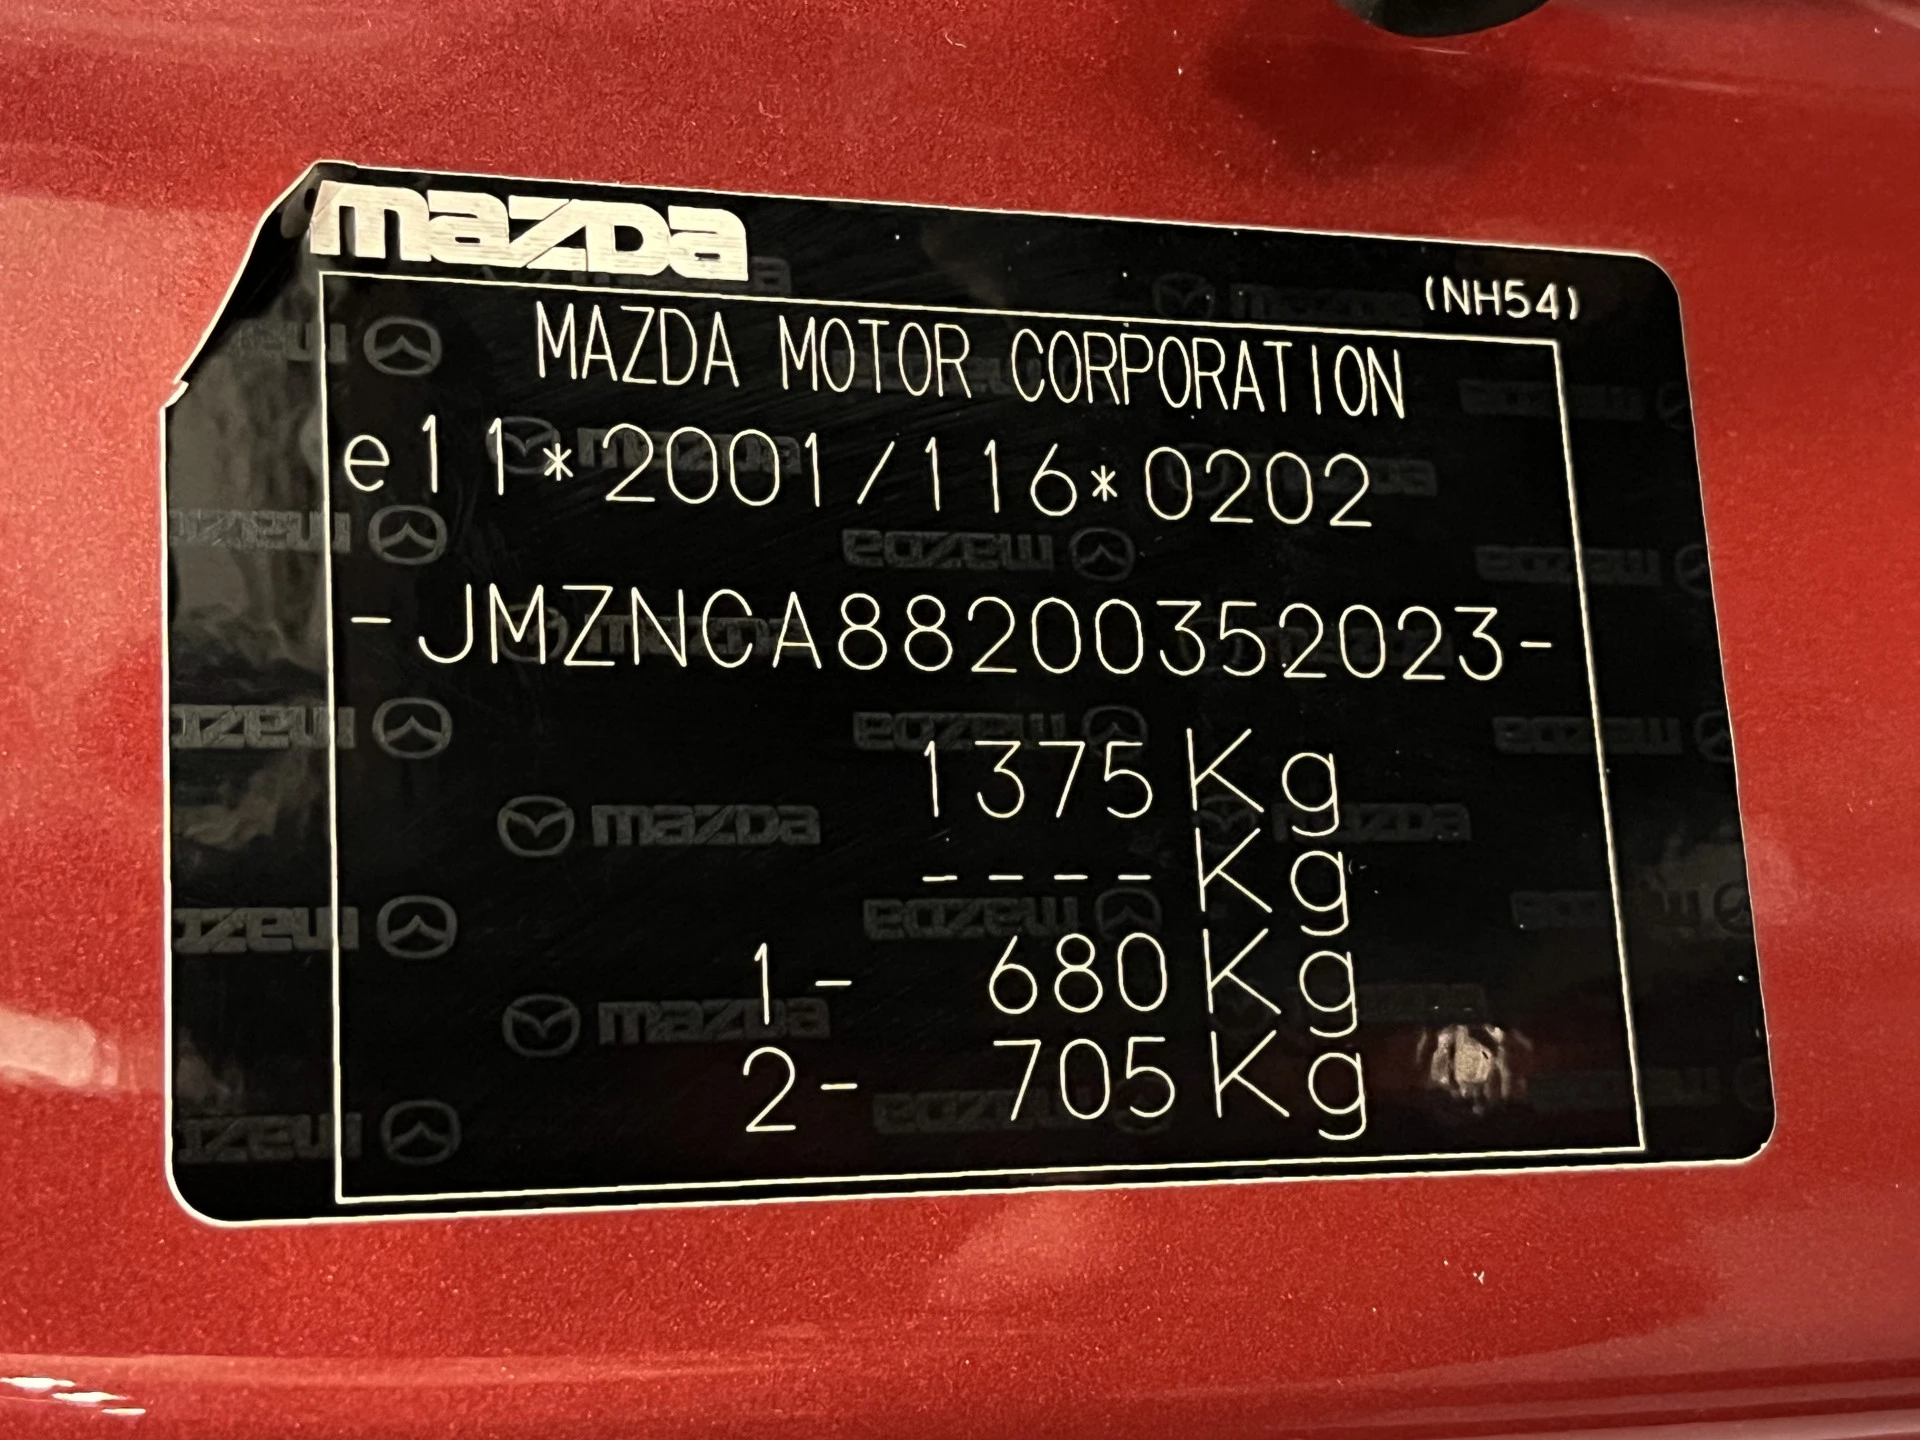 mazda
(NH54)
MAZDA MOTOR CORPORATION
e11*2001/116*0202
-JMZNCA88200352023-
1375Kg
----Kg
1- 680Kg
2- 705Kg